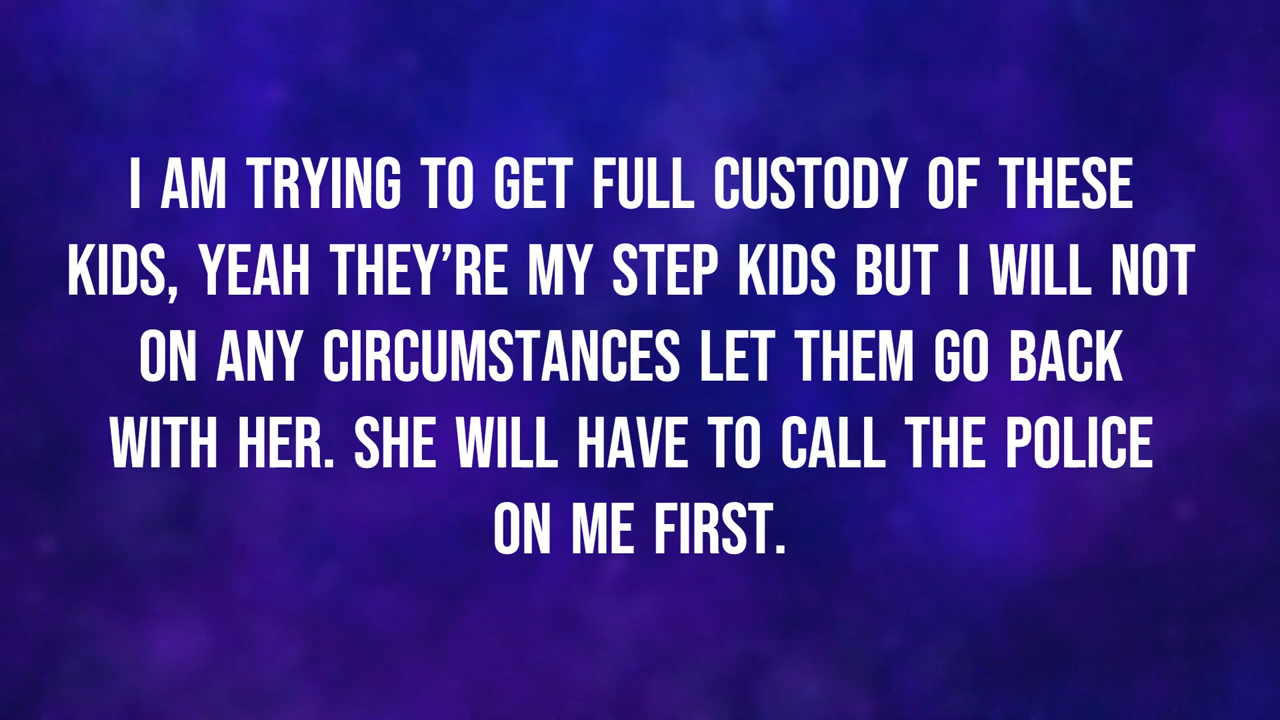 I AM TRYING TO GET FULL CUSTODY OF THESE
KIDS, YEAH THEY’RE MY STEP KIDS BUT I WILL NOT
ON ANY CIRCUMSTANCES LET THEM GO BACK
WITH HER. SHE WILL HAVE TO CALL THE POLICE
ON ME FIRST.